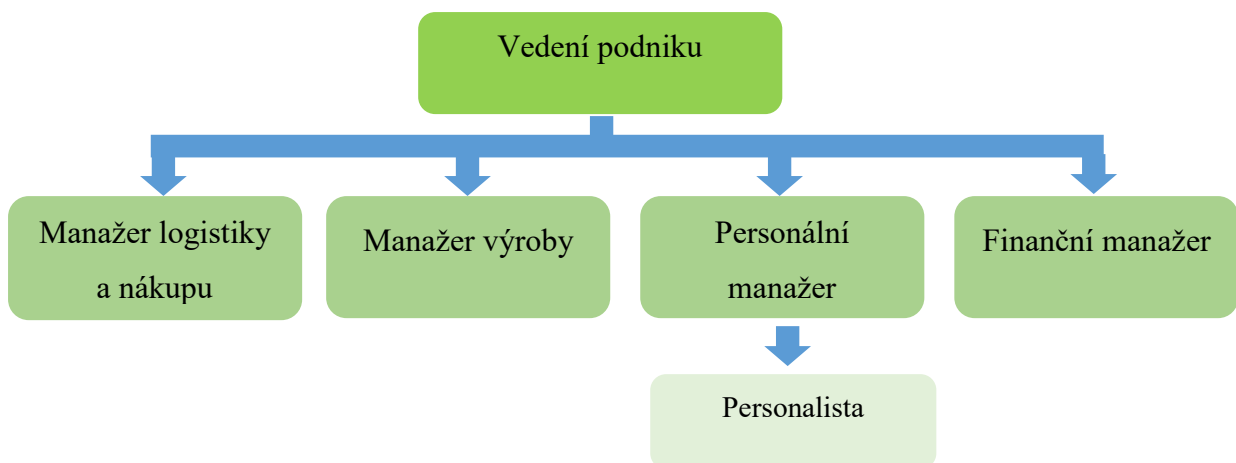 Vedení podniku
Manažer logistiky
a nákupu
Manažer výroby
Personální
manažer
Finanční manažer
Personalista